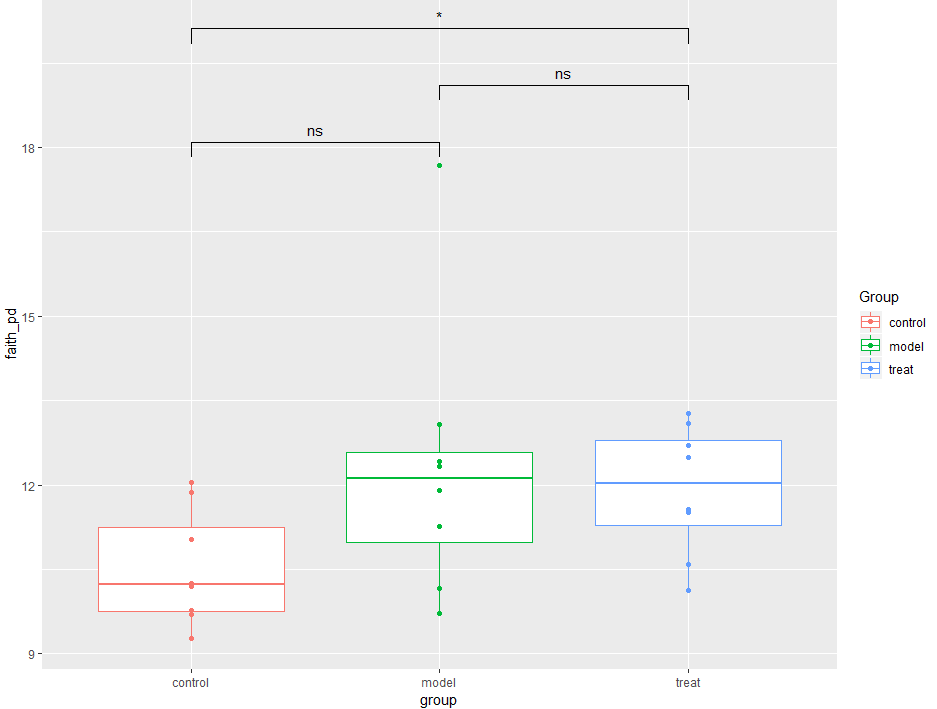 *
ns
ns
18
15
12
9
faith_pd
control
model
treat
group
Group
control
model
treat